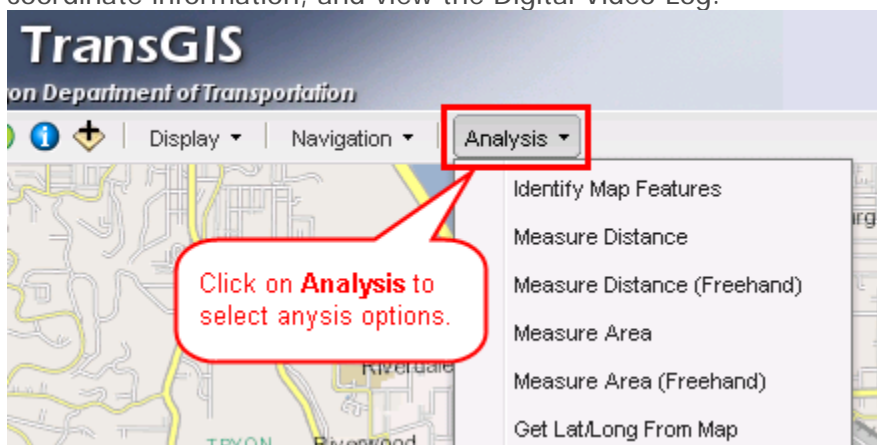 coordinate information, and view the Digital Video Log.
TransGIS
on Department of Transportation
Display
Navigation
Analysis
Identify Map Features
Measure Distance
Measure Distance (Freehand)
Measure Area
Measure Area (Freehand)
Get Lat/Long From Map
Click on Analysis to
select anysis options.
Riverdale
TRYON
Riverwood
urg